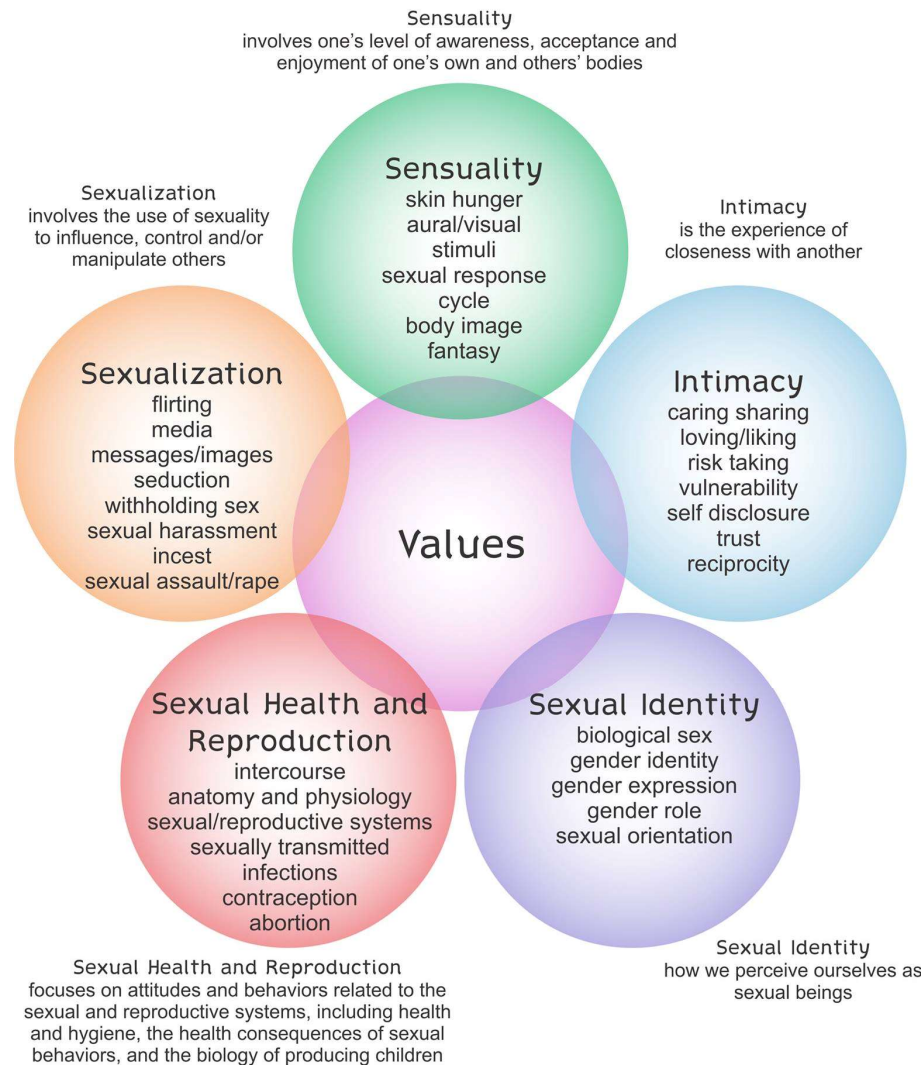 Sensuality
involves one's level of awareness, acceptance and
enjoyment of one's own and others' bodies
Sensuality
skin hunger
aural/visual
stimuli
sexual response
cycle
body image
fantasy
Sexualization
involves the use of sexuality
to influence, control and/or
manipulate others
Intimacy
is the experience of
closeness with another
Sexualization
flirting
media
messages/images
seduction
withholding sex
sexual harassment
incest
sexual assault/rape
Intimacy
caring sharing
loving/liking
risk taking
vulnerability
self disclosure
trust
reciprocity
Values
Sexual Health and
Reproduction
intercourse
anatomy and physiology
sexual/reproductive systems
sexually transmitted
infections
contraception
abortion
Sexual Identity
biological sex
gender identity
gender expression
gender role
sexual orientation
Sexual Health and Reproduction
focuses on attitudes and behaviors related to the
sexual and reproductive systems, including health
and hygiene, the health consequences of sexual
behaviors, and the biology of producing children
Sexual Identity
how we perceive ourselves as
sexual beings